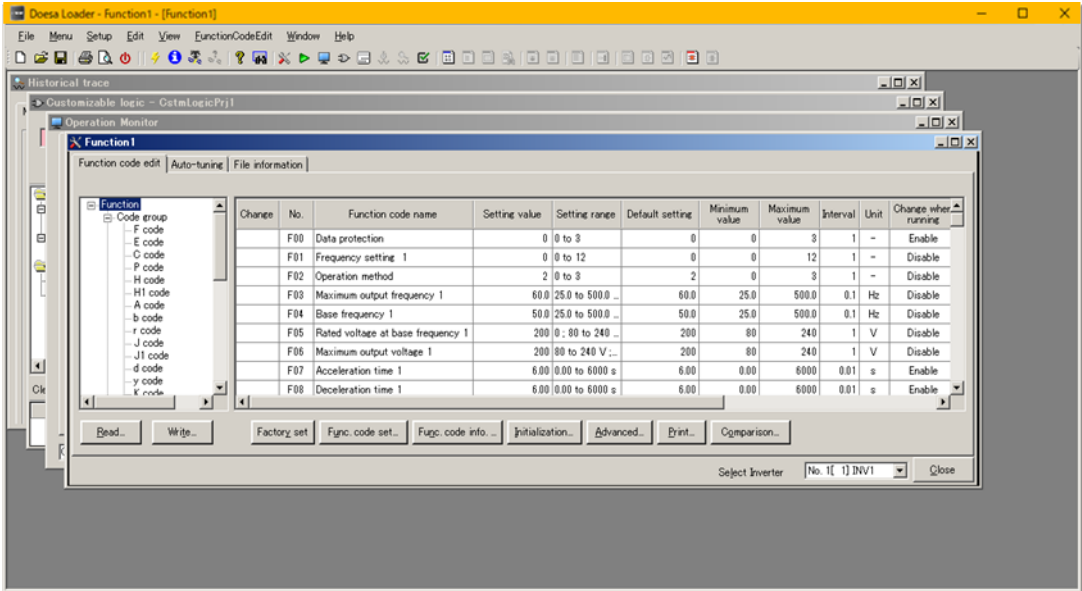 Doesa Loader - Function1 - [Function1]
File Menu Setup Edit View FunctionCodeEdit Window Help
Historical trace
Customizable logic - CstmLogicPrj1
Operation Monitor
Function1
Function code edit Auto-tuning File information
Function
Code group
F code
E code
C code
P code
H code
H1 code
A code
b code
r code
J code
J1 code
d code
y code
K code
Change No. Function code name Setting value Setting range Default setting Minimum value Maximum value Interval Unit Change when running
F00 Data protection 0 0 to 3 0 0 3 1 - Enable
F01 Frequency setting 1 0 0 to 12 0 0 12 1 - Disable
F02 Operation method 2 0 to 3 2 0 3 1 - Disable
F03 Maximum output frequency 1 60.0 25.0 to 500.0 ... 60.0 25.0 500.0 0.1 Hz Disable
F04 Base frequency 1 50.0 25.0 to 500.0 ... 50.0 25.0 500.0 0.1 Hz Disable
F05 Rated voltage at base frequency 1 200 0 ; 80 to 240 ... 200 80 240 1 V Disable
F06 Maximum output voltage 1 200 80 to 240 V ;... 200 80 240 1 V Disable
F07 Acceleration time 1 6.00 0.00 to 6000 s 6.00 0.00 6000 0.01 s Enable
F08 Deceleration time 1 6.00 0.00 to 6000 s 6.00 0.00 6000 0.01 s Enable
Cle
Read... Write... Factory set Func. code set... Func. code info. ... Initialization... Advanced... Print... Comparison...
Select Inverter No. 1[ 1] INV1 Close